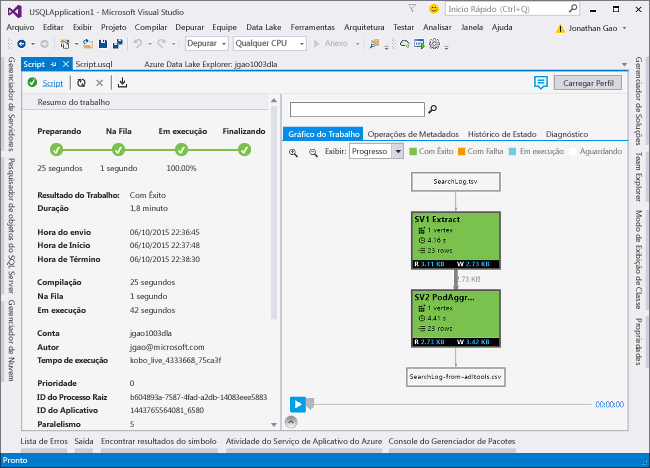 USQLApplication1 - Microsoft Visual Studio
Início Rápido (Ctrl+Q)
Arquivo Editar Exibir Projeto Compilar Depurar Equipe Data Lake Ferramentas Arquitetura Testar Analisar Janela Ajuda
Jonathan Gao
Depurar Qualquer CPU Anexo
Script Script.usql Azure Data Lake Explorer: jgao1003dla
Script
Carregar Perfil
Resumo do trabalho
Preparando Na Fila Em execução Finalizando
25 segundos 1 segundo 100.00%
Resultado do Trabalho: Com Êxito
Duração 1,8 minuto
Hora do envio 06/10/2015 22:36:45
Hora de Início 06/10/2015 22:37:48
Hora de Término 06/10/2015 22:38:30
Compilação 25 segundos
Na Fila 1 segundo
Em execução 42 segundos
Conta jgao1003dla
Autor jgao@microsoft.com
Tempo de execução kobo_live_4333668_75ca3f
Prioridade 0
ID do Processo Raiz b604893a-7587-4fad-a2db-14083eee5883
ID do Aplicativo 1443765564081_6580
Paralelismo 5
Gráfico do Trabalho Operações de Metadados Histórico de Estado Diagnóstico
Exibir: Progresso Com Êxito Com Falha Em execução Aguardando
SearchLog.tsv
SV1 Extract
1 vertex
4.16 s
23 rows
R 3.11 KB W 2.73 KB
2.73 KB
SV2 PodAggr...
1 vertex
4.41 s
23 rows
R 2.73 KB W 3.42 KB
SearchLog-from-adltools.csv
00:00:00
Gerenciador de Servidores
Pesquisador de objetos do SQL Server
Gerenciador de Nuvem
Gerenciador de Soluções
Team Explorer
Modo de Exibição de Classe
Propriedades
Lista de Erros Saída Encontrar resultados do símbolo Atividade do Serviço de Aplicativo do Azure Console do Gerenciador de Pacotes
Pronto